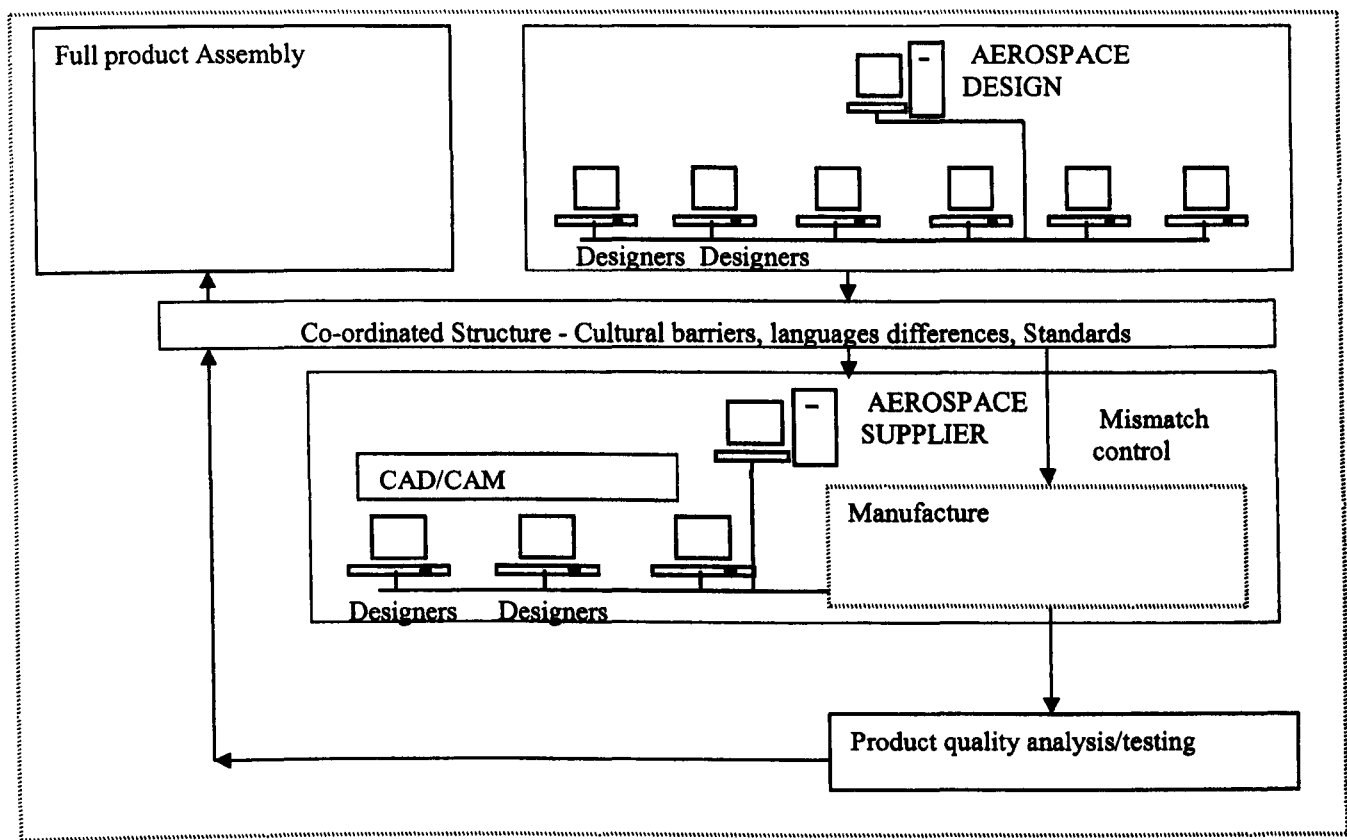 Full product Assembly
AEROSPACE
DESIGN
Designers Designers
Co-ordinated Structure - Cultural barriers, languages differences, Standards
AEROSPACE
SUPPLIER
Mismatch
control
CAD/CAM
Manufacture
Designers Designers
Product quality analysis/testing